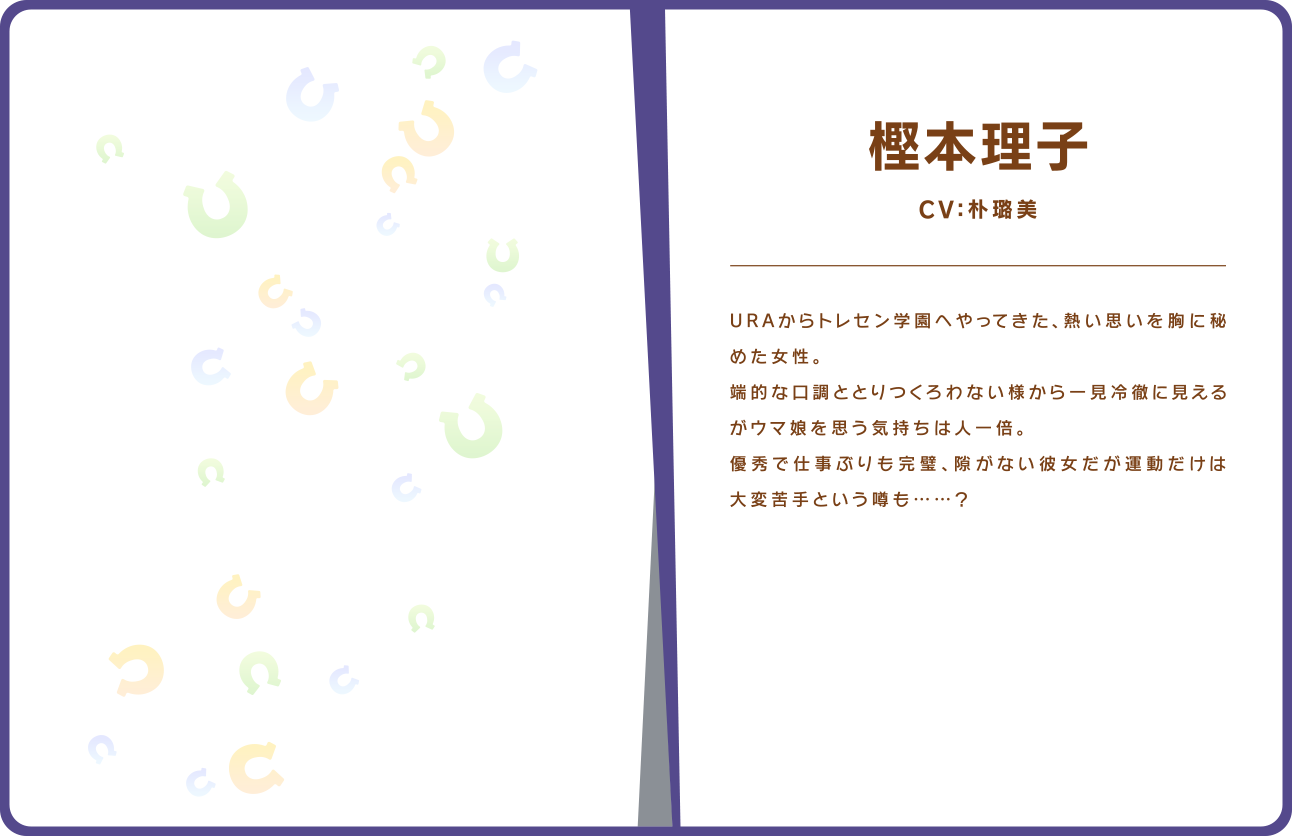 樫本理子
CV:朴璐美
URAからトレセン学園へやってきた、熱い思いを胸に秘
めた女性。
端的な口調ととりつくろわない様から一見冷徹に見える
がウマ娘を思う気持ちは人一倍。
優秀で仕事ぶりも完璧、隙がない彼女だが運動だけは
大変苦手という噂も……?